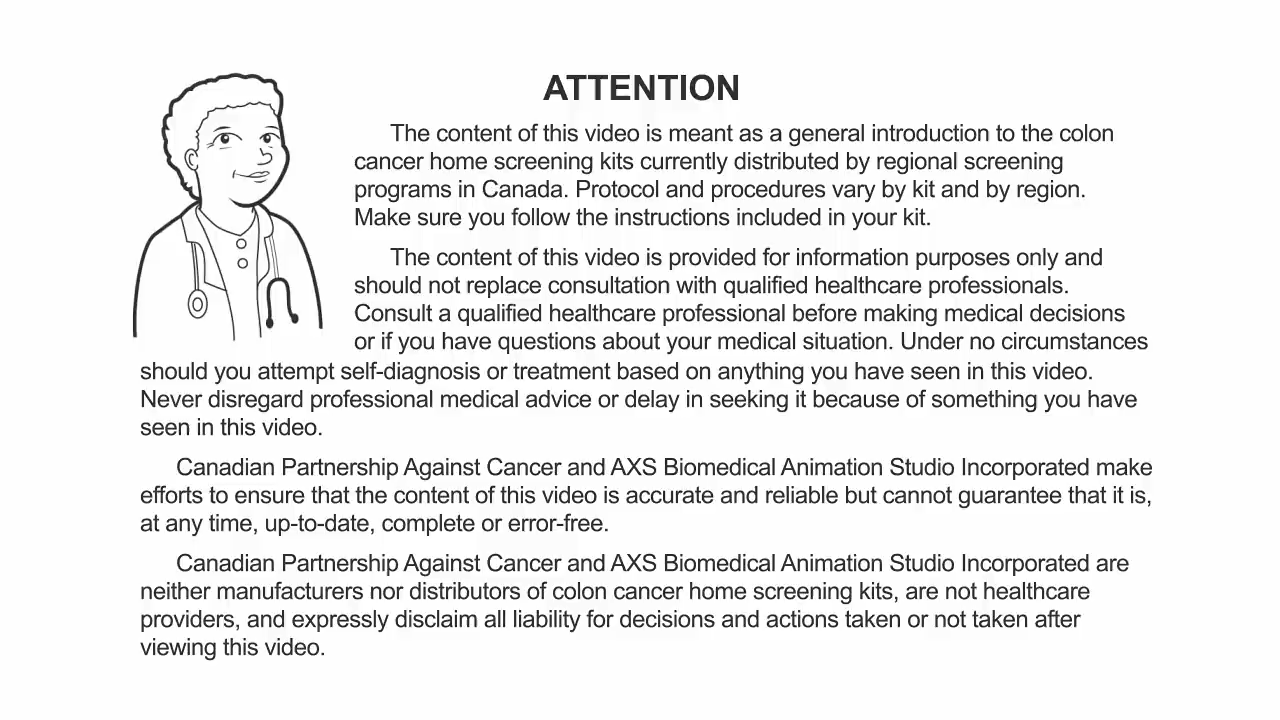 ATTENTION
The content of this video is meant as a general introduction to the colon
cancer home screening kits currently distributed by regional screening
programs in Canada. Protocol and procedures vary by kit and by region.
Make sure you follow the instructions included in your kit.
The content of this video is provided for information purposes only and
should not replace consultation with qualified healthcare professionals.
Consult a qualified healthcare professional before making medical decisions
or if you have questions about your medical situation. Under no circumstances
should you attempt self-diagnosis or treatment based on anything you have seen in this video.
Never disregard professional medical advice or delay in seeking it because of something you have
seen in this video.
Canadian Partnership Against Cancer and AXS Biomedical Animation Studio Incorporated make
efforts to ensure that the content of this video is accurate and reliable but cannot guarantee that it is,
at any time, up-to-date, complete or error-free.
Canadian Partnership Against Cancer and AXS Biomedical Animation Studio Incorporated are
neither manufacturers nor distributors of colon cancer home screening kits, are not healthcare
providers, and expressly disclaim all liability for decisions and actions taken or not taken after
viewing this video.